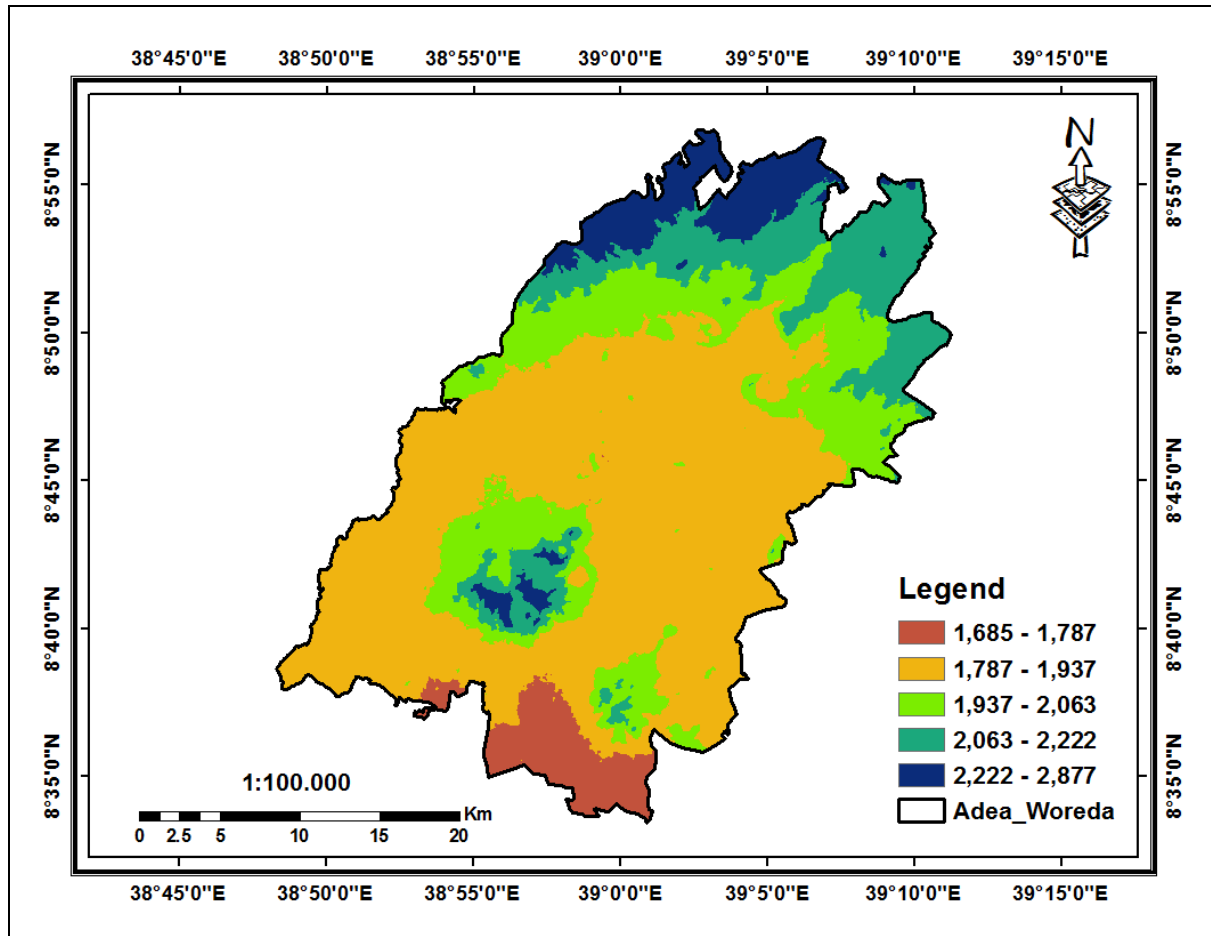 38°45'0"E 38°50'0"E 38°55'0"E 39°0'0"E 39°5'0"E 39°10'0"E 39°15'0"E
N
8°55'0"N 8°55'0"N
8°50'0"N 8°50'0"N
8°45'0"N 8°45'0"N
8°40'0"N 8°40'0"N
8°35'0"N 8°35'0"N
Legend
1,685 - 1,787
1,787 - 1,937
1,937 - 2,063
2,063 - 2,222
2,222 - 2,877
Adea_Woreda
1:100.000
Km
0 2.5 5 10 15 20
38°45'0"E 38°50'0"E 38°55'0"E 39°0'0"E 39°5'0"E 39°10'0"E 39°15'0"E